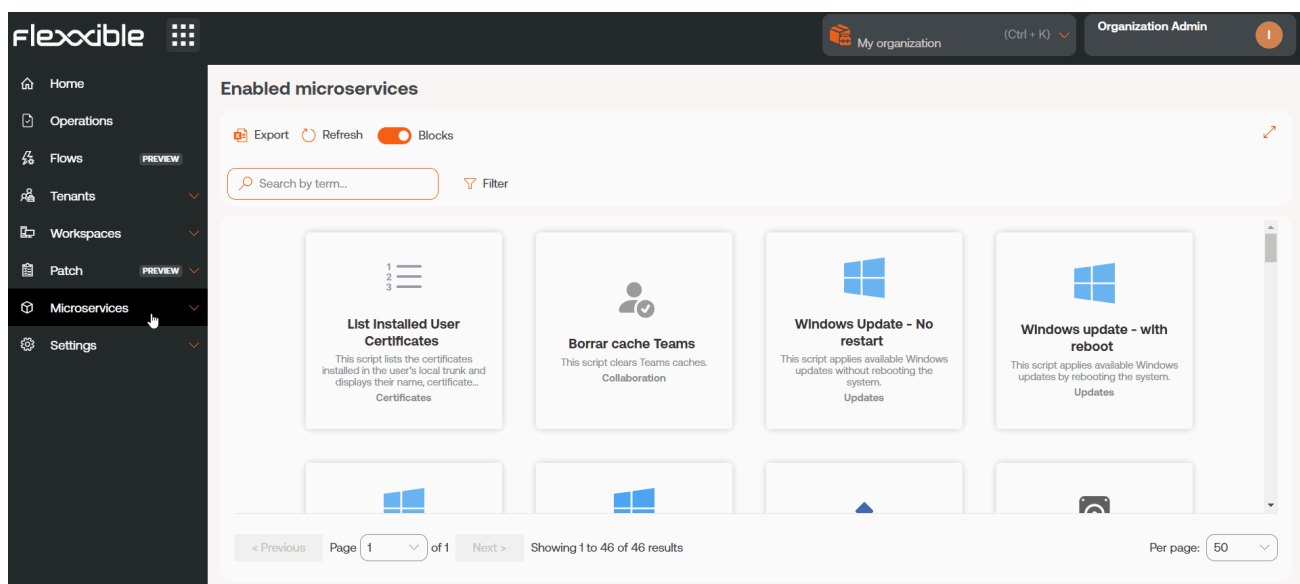 Flexxible
My organization
(Ctrl + K)
Organization Admin
I
Home
Operations
Flows PREVIEW
Tenants
Workspaces
Patch PREVIEW
Microservices
Settings
Enabled microservices
Export Refresh Blocks
Search by term...
Filter
1
2
3
List Installed User
Certificates
This script lists the certificates
installed in the user's local trunk and
displays their name, certificate...
Certificates
Borrar cache Teams
This script clears Teams caches.
Collaboration
Windows Update - No
restart
This script applies available Windows
updates without rebooting the
system.
Updates
Windows update - with
reboot
This script applies available Windows
updates by rebooting the system.
Updates
< Previous Page 1 of 1 Next > Showing 1 to 46 of 46 results
Per page: 50